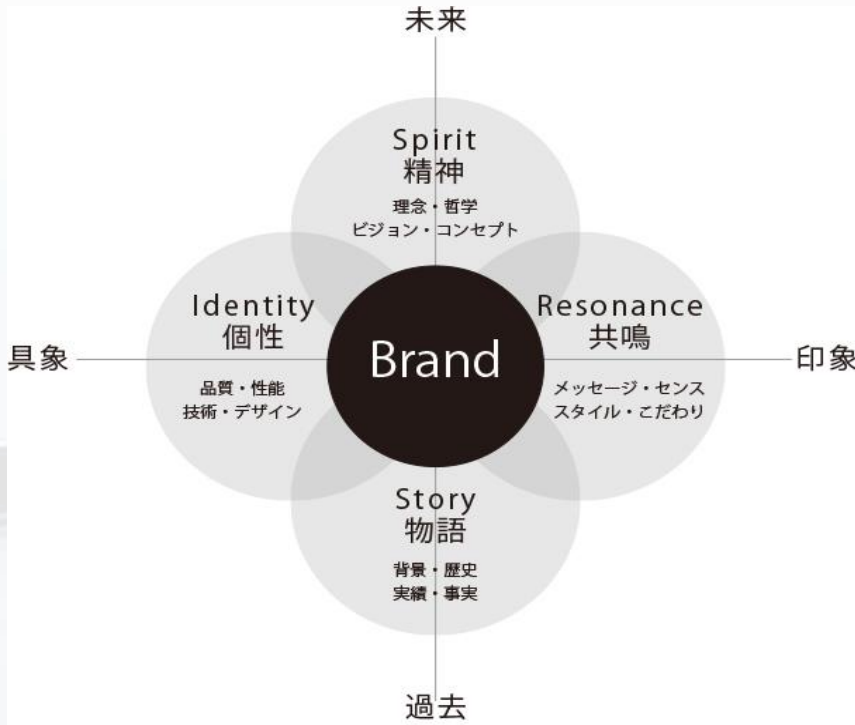 未来
Spirit
精神
理念・哲学
ビジョン・コンセプト
Identity
個性
品質・性能
技術・デザイン
Brand
Resonance
共鳴
メッセージ・センス
スタイル・こだわり
具象
印象
Story
物語
背景・歴史
実績・事実
過去